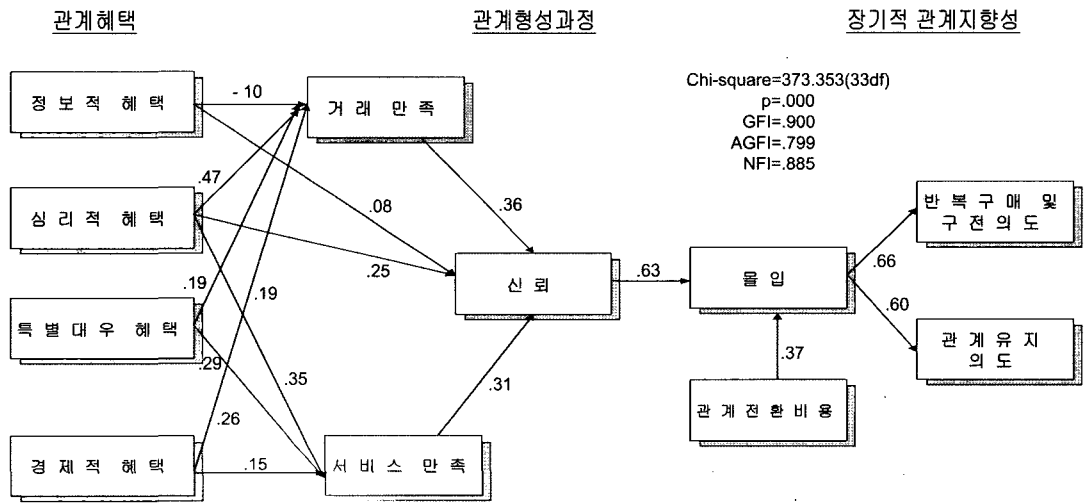 관계혜택
관계형성과정
장기적 관계지향성
정보적 혜택
심리적 혜택
특별대우 혜택
경제적 혜택
거래 만족
서비스 만족
신뢰
몰입
관계전환비용
반복구매 및
구전의도
관계유지
의도
Chi-square=373.353(33df)
p=.000
GFI=.900
AGFI=.799
NFI=.885
- 10
.47
.08
.25
.19
.19
.29
.35
.26
.15
.36
.31
.63
.37
.66
.60